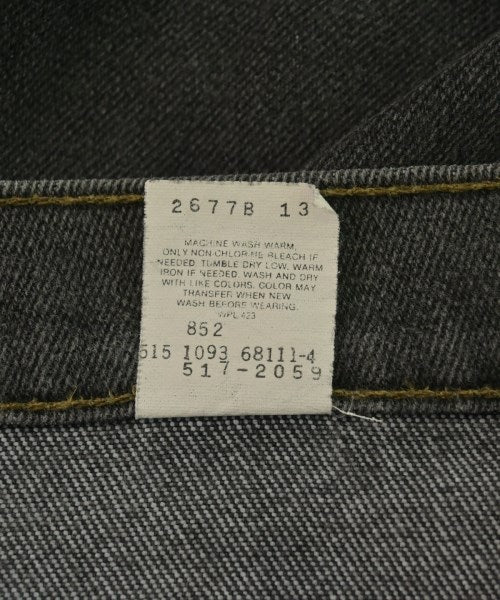 2677B 13
MACHINE WASH WARM.
ONLY NON-CHLORINE BLEACH IF
NEEDED. TUMBLE DRY LOW. WARM
IRON IF NEEDED. WASH AND DRY
WITH LIKE COLORS. COLOR MAY
TRANSFER WHEN NEW
WASH BEFORE WEARING.
WPL 423
852
515 1093 68111-4
517-2059